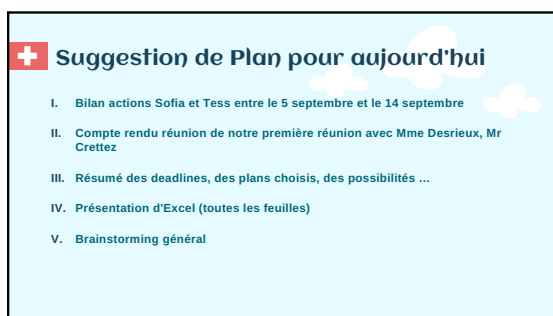 Suggestion de Plan pour aujourd'hui
I. Bilan actions Sofia et Tess entre le 5 septembre et le 14 septembre
II. Compte rendu réunion de notre première réunion avec Mme Desrieux, Mr
Crettez
III. Résumé des deadlines, des plans choisis, des possibilités ...
IV. Présentation d'Excel (toutes les feuilles)
V. Brainstorming général